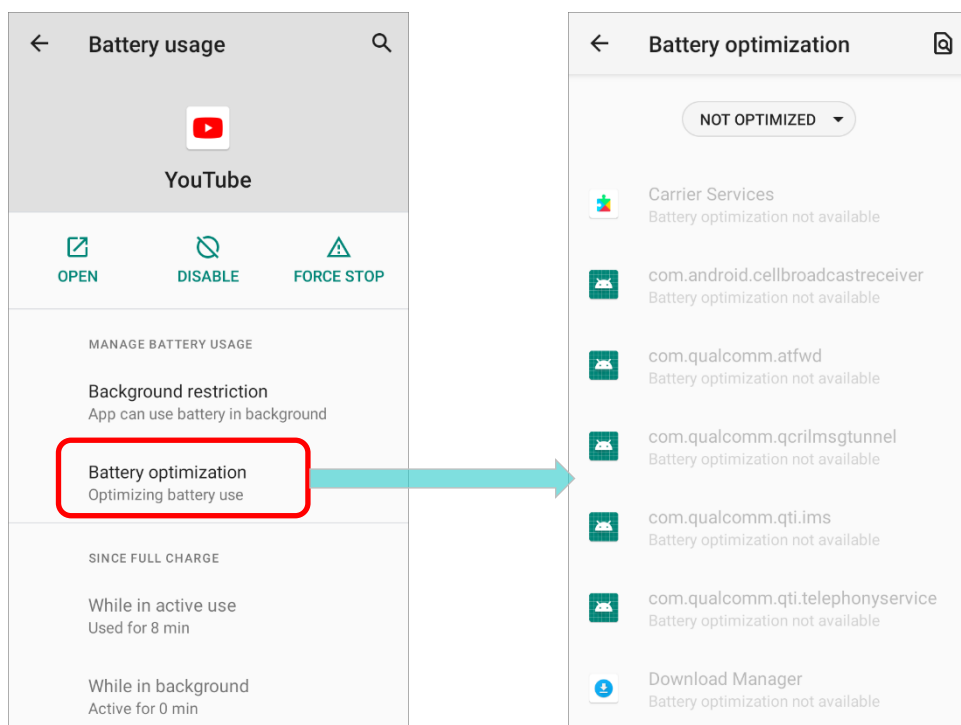 Battery usage
YouTube
OPEN
DISABLE
FORCE STOP
MANAGE BATTERY USAGE
Background restriction
App can use battery in background
Battery optimization
Optimizing battery use
SINCE FULL CHARGE
While in active use
Used for 8 min
While in background
Active for 0 min
Battery optimization
NOT OPTIMIZED
Carrier Services
Battery optimization not available
com.android.cellbroadcastreceiver
Battery optimization not available
com.qualcomm.atfwd
Battery optimization not available
com.qualcomm.qcrilmsgtunnel
Battery optimization not available
com.qualcomm.qti.ims
Battery optimization not available
com.qualcomm.qti.telephonyservice
Battery optimization not available
Download Manager
Battery optimization not available